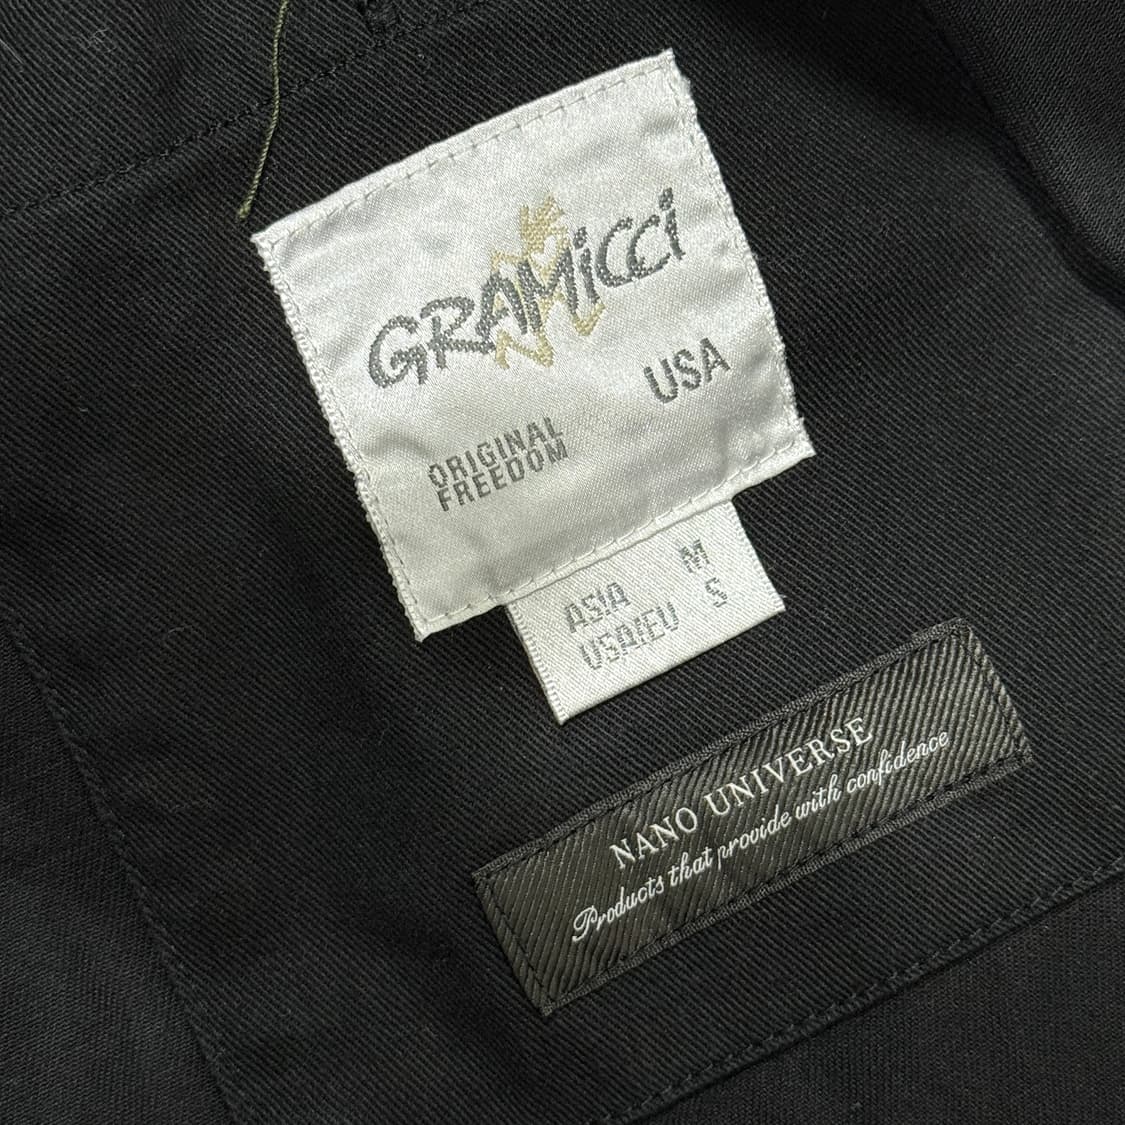 GRAMiCCi
USA
ORIGINAL
FREEDOM
ASIA M
USA/EU S
NANO UNIVERSE
Products that provide with confidence